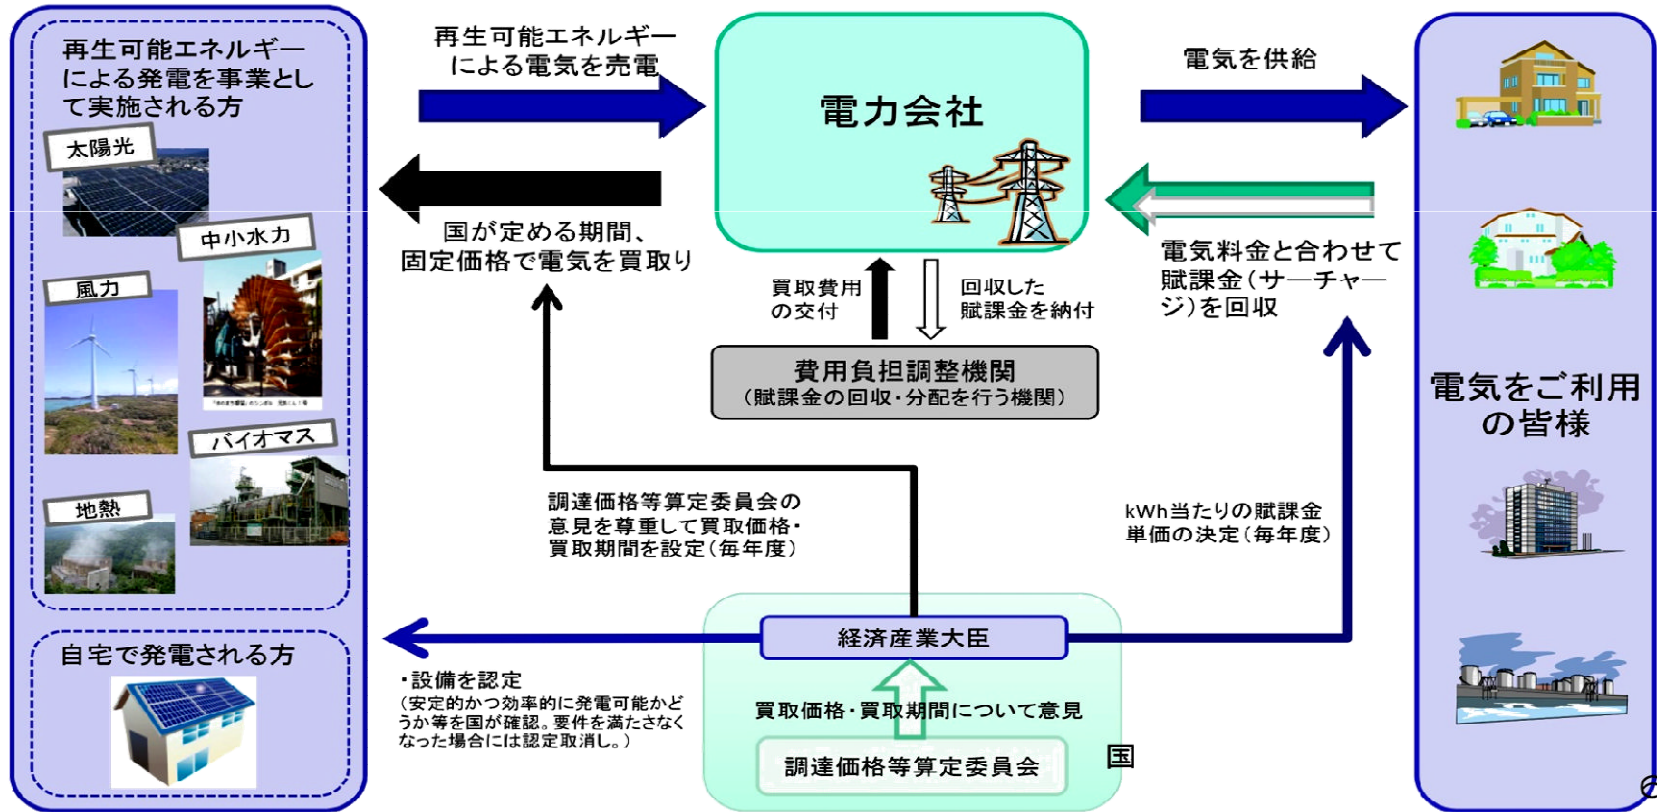 再生可能エネルギー
による発電を事業とし
て実施される方
太陽光
中小水力
風力
バイオマス
地熱
自宅で発電される方
再生可能エネルギー
による電気を売電
国が定める期間、
固定価格で電気を買取り
電力会社
買取費用
の交付
回収した
賦課金を納付
費用負担調整機関
(賦課金の回収・分配を行う機関)
電気を供給
電気料金と合わせて
賦課金(サーチャー
ジ)を回収
電気をご利用
の皆様
調達価格等算定委員会の
意見を尊重して買取価格・
買取期間を設定(毎年度)
kWh当たりの賦課金
単価の決定(毎年度)
経済産業大臣
・設備を認定
(安定的かつ効率的に発電可能かど
うか等を国が確認。要件を満たさなく
なった場合には認定取消し。)
買取価格・買取期間について意見
調達価格等算定委員会
国